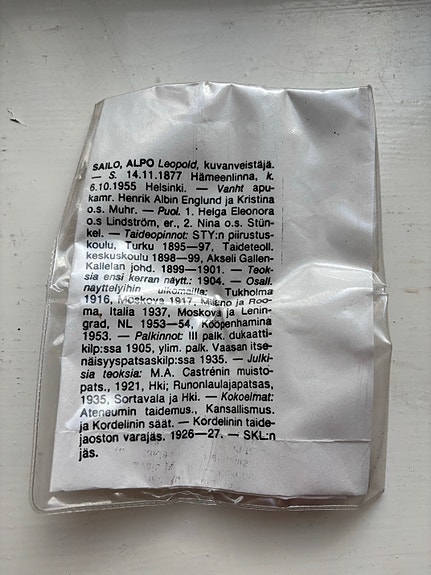 SAILO, ALPO Leopold, kuvanveistäjä.
— S. 14.11.1877 Hämeenlinna, k.
6.10.1955 Helsinki. — Vanht apu-
kamr. Henrik Albin Englund ja Kristina
o.s. Muhr. — Puol. 1. Helga Eleonora
o.s Lindström, er., 2. Nina o.s. Stün-
kel. — Taideopinnot: STY:n piirustus-
koulu, Turku 1895—97, Taideteoll.
keskuskoulu 1898—99, Akseli Gallen-
Kallelan johd. 1899—1901. — Teok-
sia ensi kerran näytt.: 1904. — Osall.
näyttelyihin ulkomailla: Tukholma
1916, Moskova 1917, Milano ja Roo-
ma, Italia 1937, Moskova ja Lenin-
grad, NL 1953—54, Kööpenhamina
1953. — Palkinnot: III palk. dukaatti-
kilp:ssa 1905, ylim. palk. Vaasan itse-
näisyyspatsaskilp:ssa 1935. — Julki-
sia teoksia: M.A. Castrénin muisto-
pats., 1921, Hki; Runonlaulajapatsas,
1935, Sortavala ja Hki. — Kokoelmat:
Ateneumin taidemus., Kansallismus.
ja Kordelinin säät. — Kordelinin taide-
jaoston varajäs. 1926—27. — SKL:n
jäs.